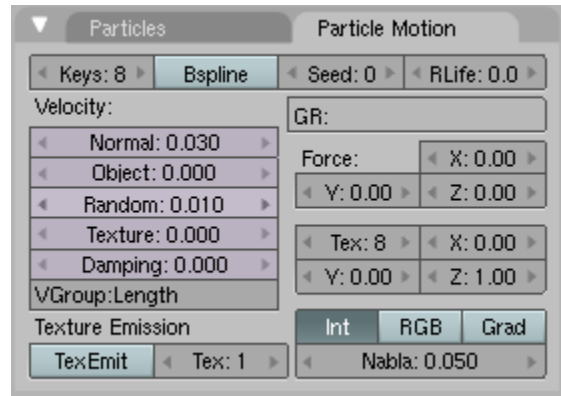 Particles Particle Motion
Keys: 8 Bspline Seed: 0 RLife: 0.0
Velocity:
Normal: 0.030
Object: 0.000
Random: 0.010
Texture: 0.000
Damping: 0.000
VGroup:Length
Texture Emission
TexEmit Tex: 1
GR:
Force: X: 0.00
Y: 0.00 Z: 0.00
Tex: 8 X: 0.00
Y: 0.00 Z: 1.00
Int RGB Grad
Nabla: 0.050